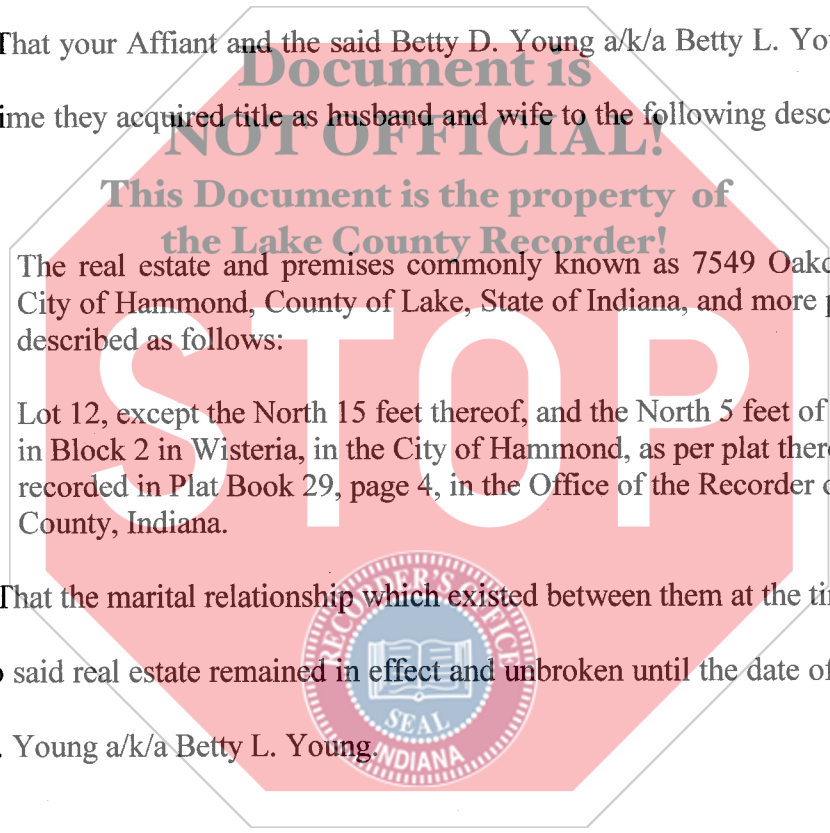 That your Affiant and the said Betty D. Young a/k/a Betty L.
Document is
time they acquired title as husband and wife to the following
NOT OFFICIAL!
This Document is the property of
the Lake County Recorder!
The real estate and premises commonly known as 7549
City of Hammond, County of Lake, State of Indiana, and more
described as follows:
STOP
Lot 12, except the North 15 feet thereof, and the North 5 feet of
in Block 2 in Wisteria, in the City of Hammond, as per plat
recorded in Plat Book 29, page 4, in the Office of the Recorder
County, Indiana.
That the marital relationship which existed between them at the
said real estate remained in effect and unbroken until the date of
RECORDER'S OFFICE
SEAL
INDIANA
Young a/k/a Betty L. Young.